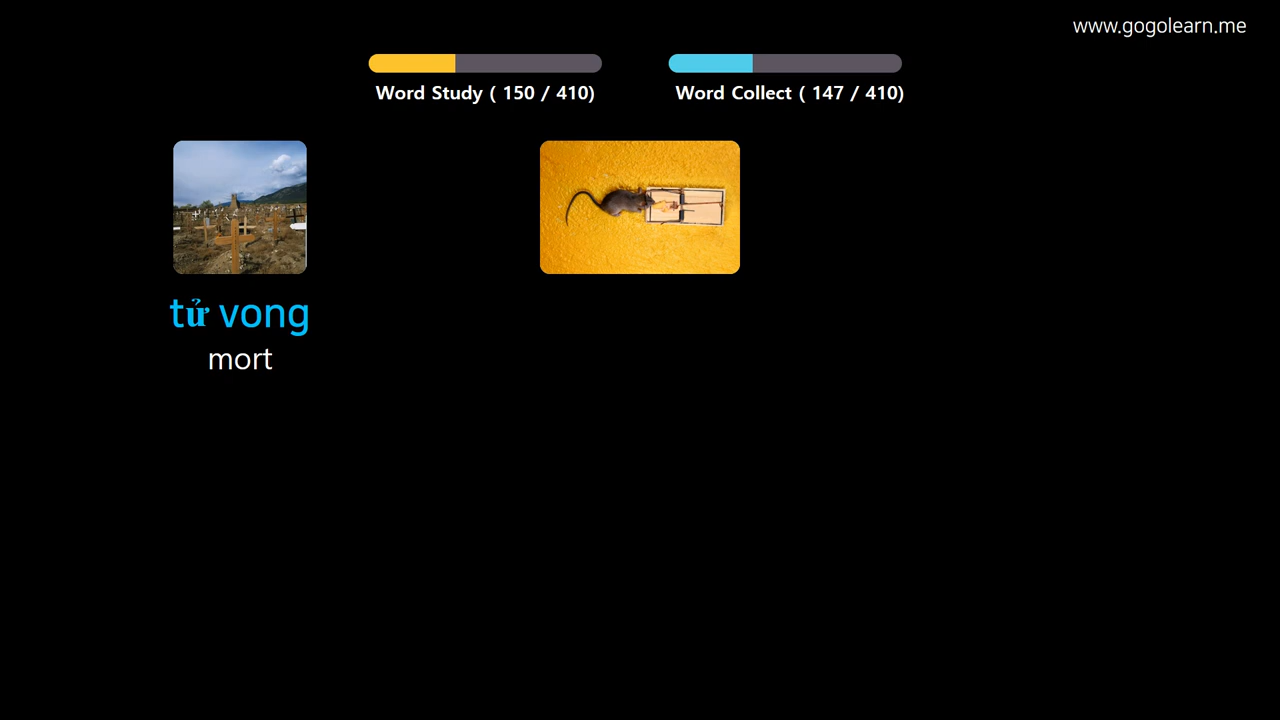 www.gogolearn.me
Word Study ( 150 / 410)
Word Collect ( 147 / 410)
tử vong
mort